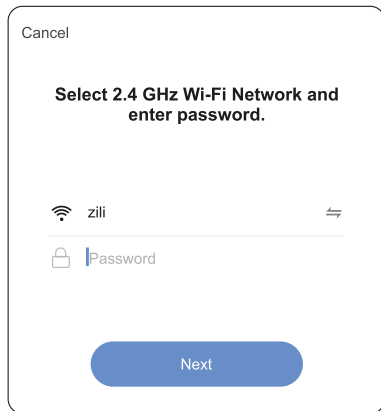 Cancel
Select 2.4 GHz Wi-Fi Network and
enter password.
zili
Password
Next